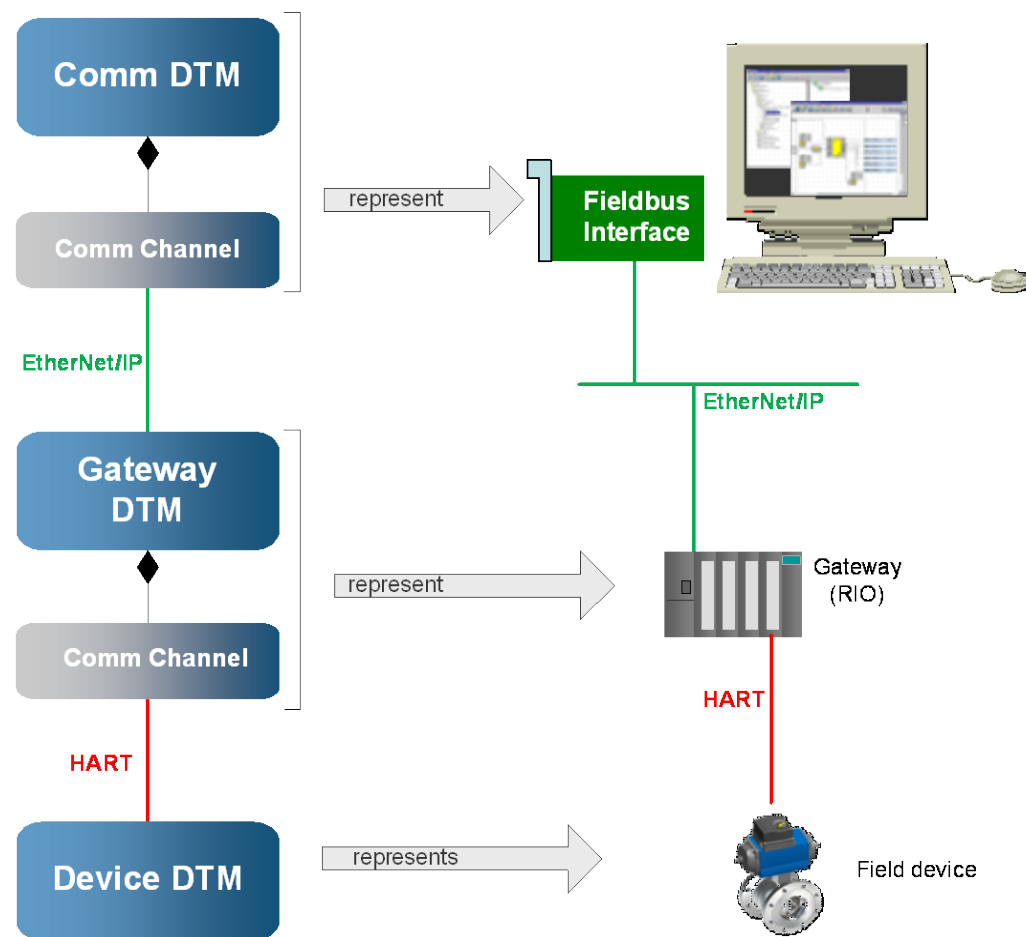 Comm DTM
Comm Channel
represent
Fieldbus
Interface
EtherNet/IP
EtherNet/IP
Gateway
DTM
Comm Channel
represent
Gateway
(RIO)
HART
HART
Device DTM
represents
Field device